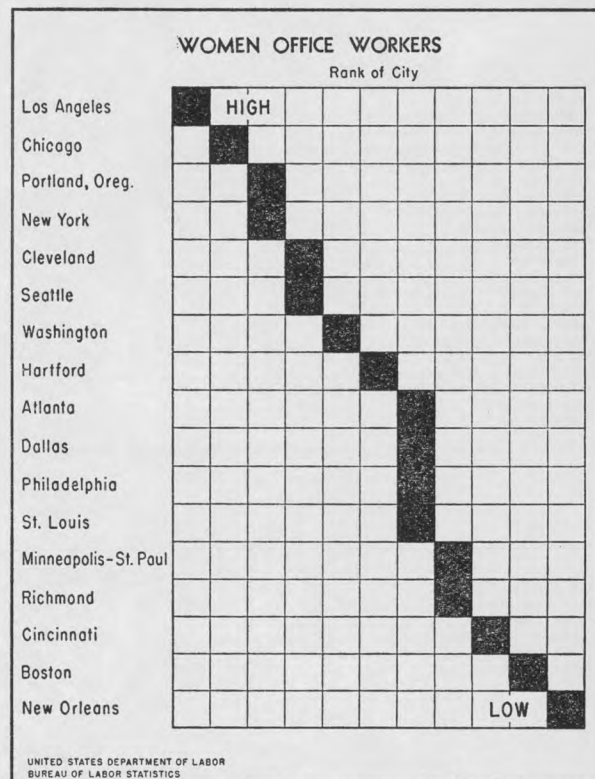 WOMEN OFFICE WORKERS
Rank of City
Los Angeles
HIGH
Chicago
Portland, Oreg.
New York
Cleveland
Seattle
Washington
Hartford
Atlanta
Dallas
Philadelphia
St. Louis
Minneapolis-St. Paul
Richmond
Cincinnati
Boston
New Orleans
LOW
UNITED STATES DEPARTMENT OF LABOR
BUREAU OF LABOR STATISTICS